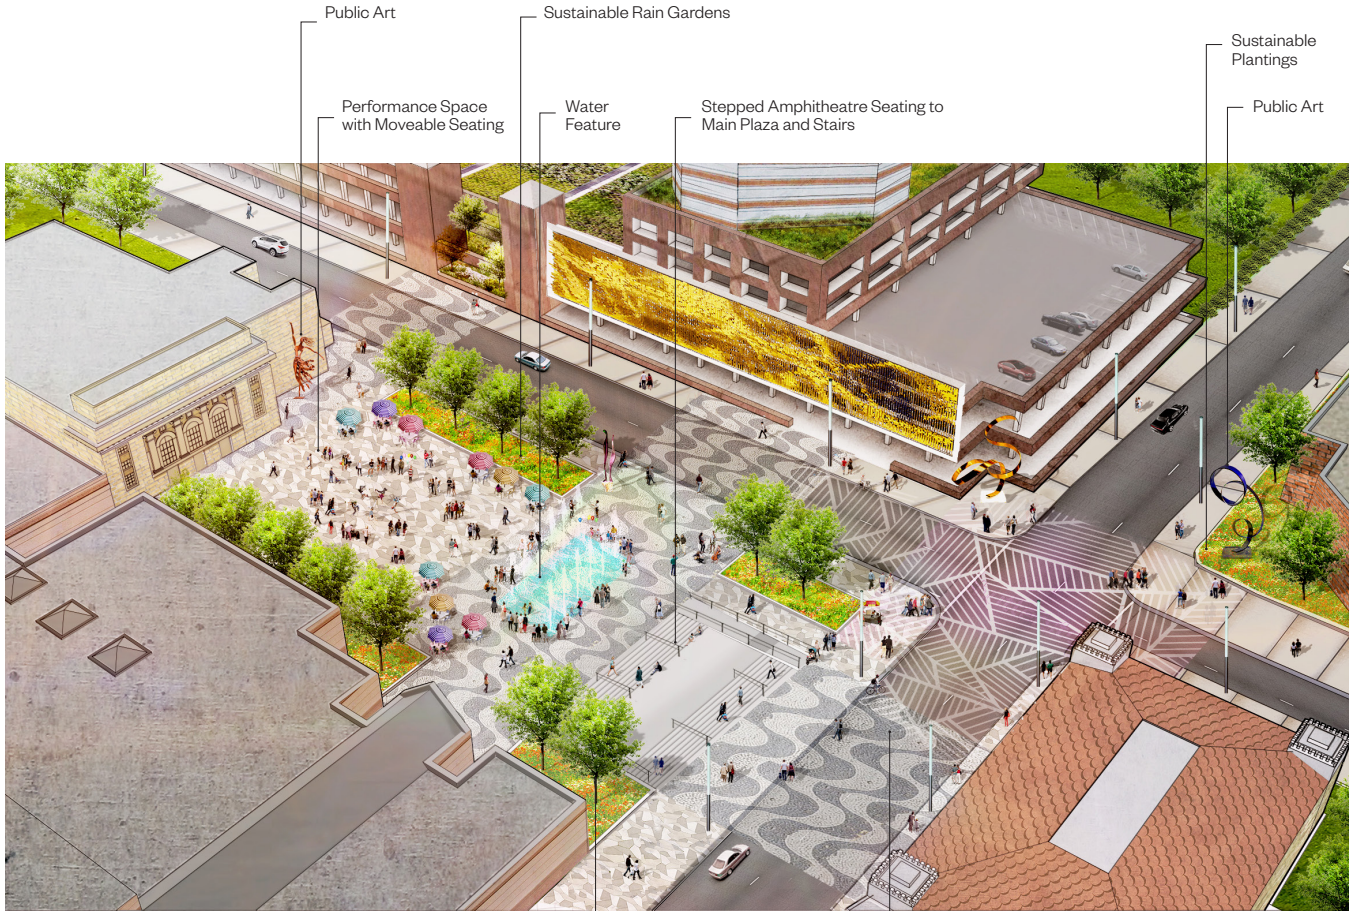 Public Art
Sustainable Rain Gardens
Sustainable
Plantings
Performance Space
with Moveable Seating
Water
Feature
Stepped Amphitheatre Seating to
Main Plaza and Stairs
Public Art